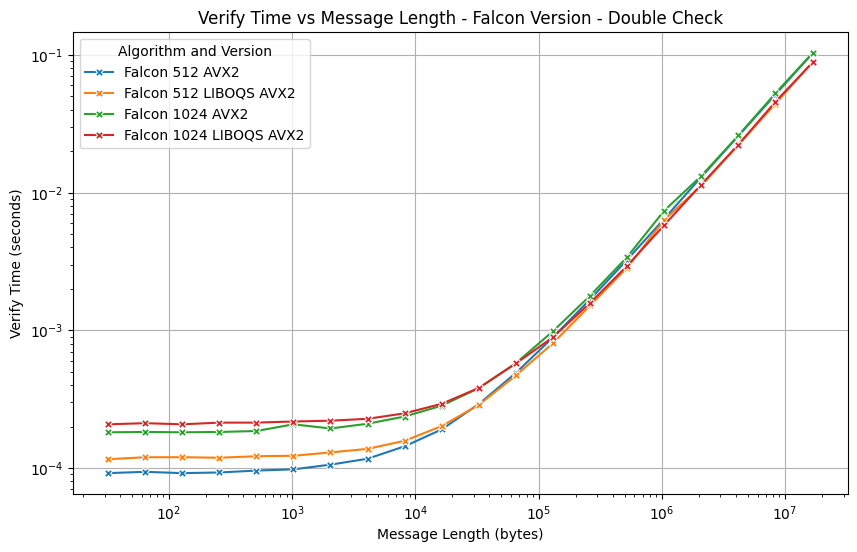 Verify Time vs Message Length - Falcon Version - Double Check
Algorithm and Version
Falcon 512 AVX2
Falcon 512 LIBOQS AVX2
Falcon 1024 AVX2
Falcon 1024 LIBOQS AVX2
Verify Time (seconds)
10⁻¹
10⁻²
10⁻³
10⁻⁴
10²
10³
10⁴
10⁵
10⁶
10⁷
Message Length (bytes)